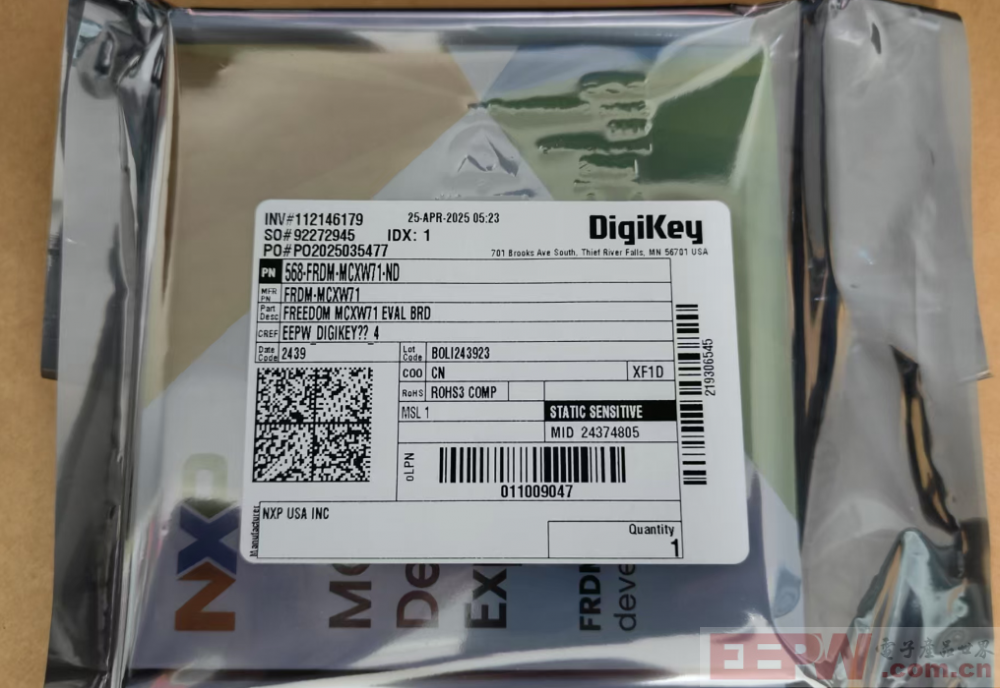 INV#112146179
25-APR-2025 05:23
DigiKey
SO#92272945
IDX: 1
PO#PO2025035477
701 Brooks Ave South, Thief River Falls, MN 56701 USA
PN 568-FRDM-MCXW71-ND
MFR PN FRDM-MCXW71
Part Desc FREEDOM MCXW71 EVAL BRD
CREF EEPW DIGIKEY?? 4
Date Code 2439
Lot Code BOLI243923
COO CN
XF1D
RoHS ROHS3 COMP
MSL 1
STATIC SENSITIVE
MID 24374805
oLPN
011009047
219306545
Manufacturer NXP USA INC
Quantity
1
NXP
MC
De
EX
FRDM
deve
EEPW 电子产品世界
.com.cn